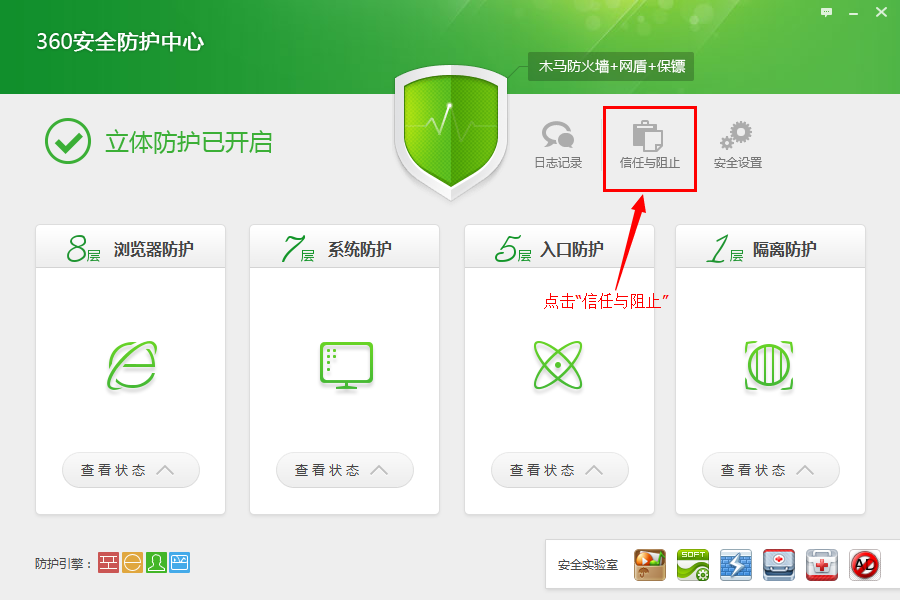 360安全防护中心
木马防火墙+网盾+保镖
立体防护已开启
日志记录
信任与阻止
安全设置
8层 浏览器防护
7层 系统防护
5层 入口防护
1层 隔离防护
点击“信任与阻止”
查看状态
查看状态
查看状态
查看状态
防护引擎：
安全实验室
SOFT
AD